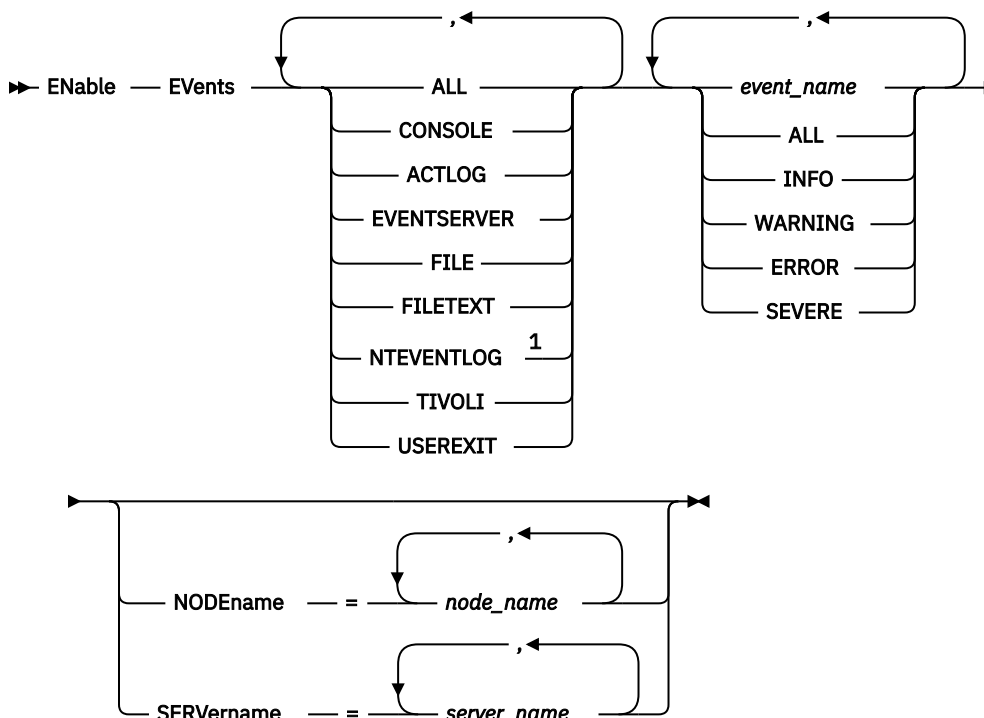 , ,
ENable EVents ALL event_name
CONSOLE ALL
ACTLOG INFO
EVENTSERVER WARNING
FILE ERROR
FILETEXT SEVERE
NTEVENTLOG 1
TIVOLI
USEREXIT
,
NODEname = node_name
,
SERVername = server_name